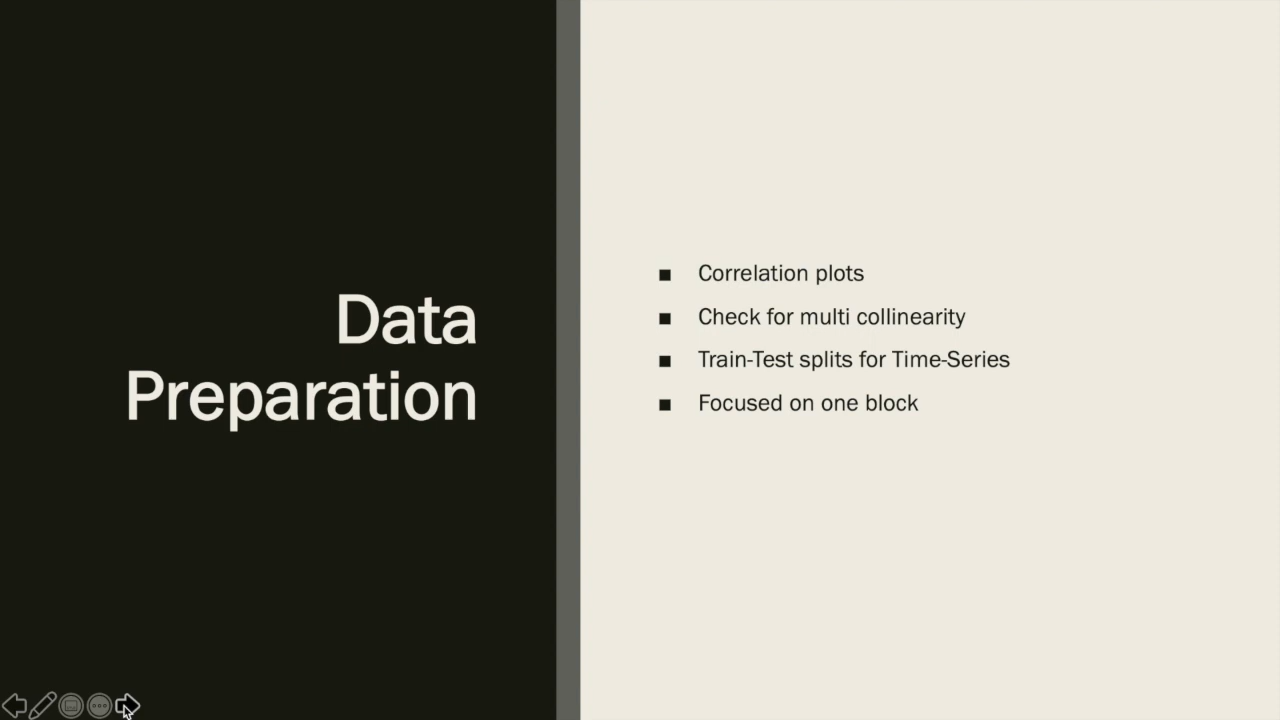 Data
Preparation
■ Correlation plots
■ Check for multi collinearity
■ Train-Test splits for Time-Series
■ Focused on one block